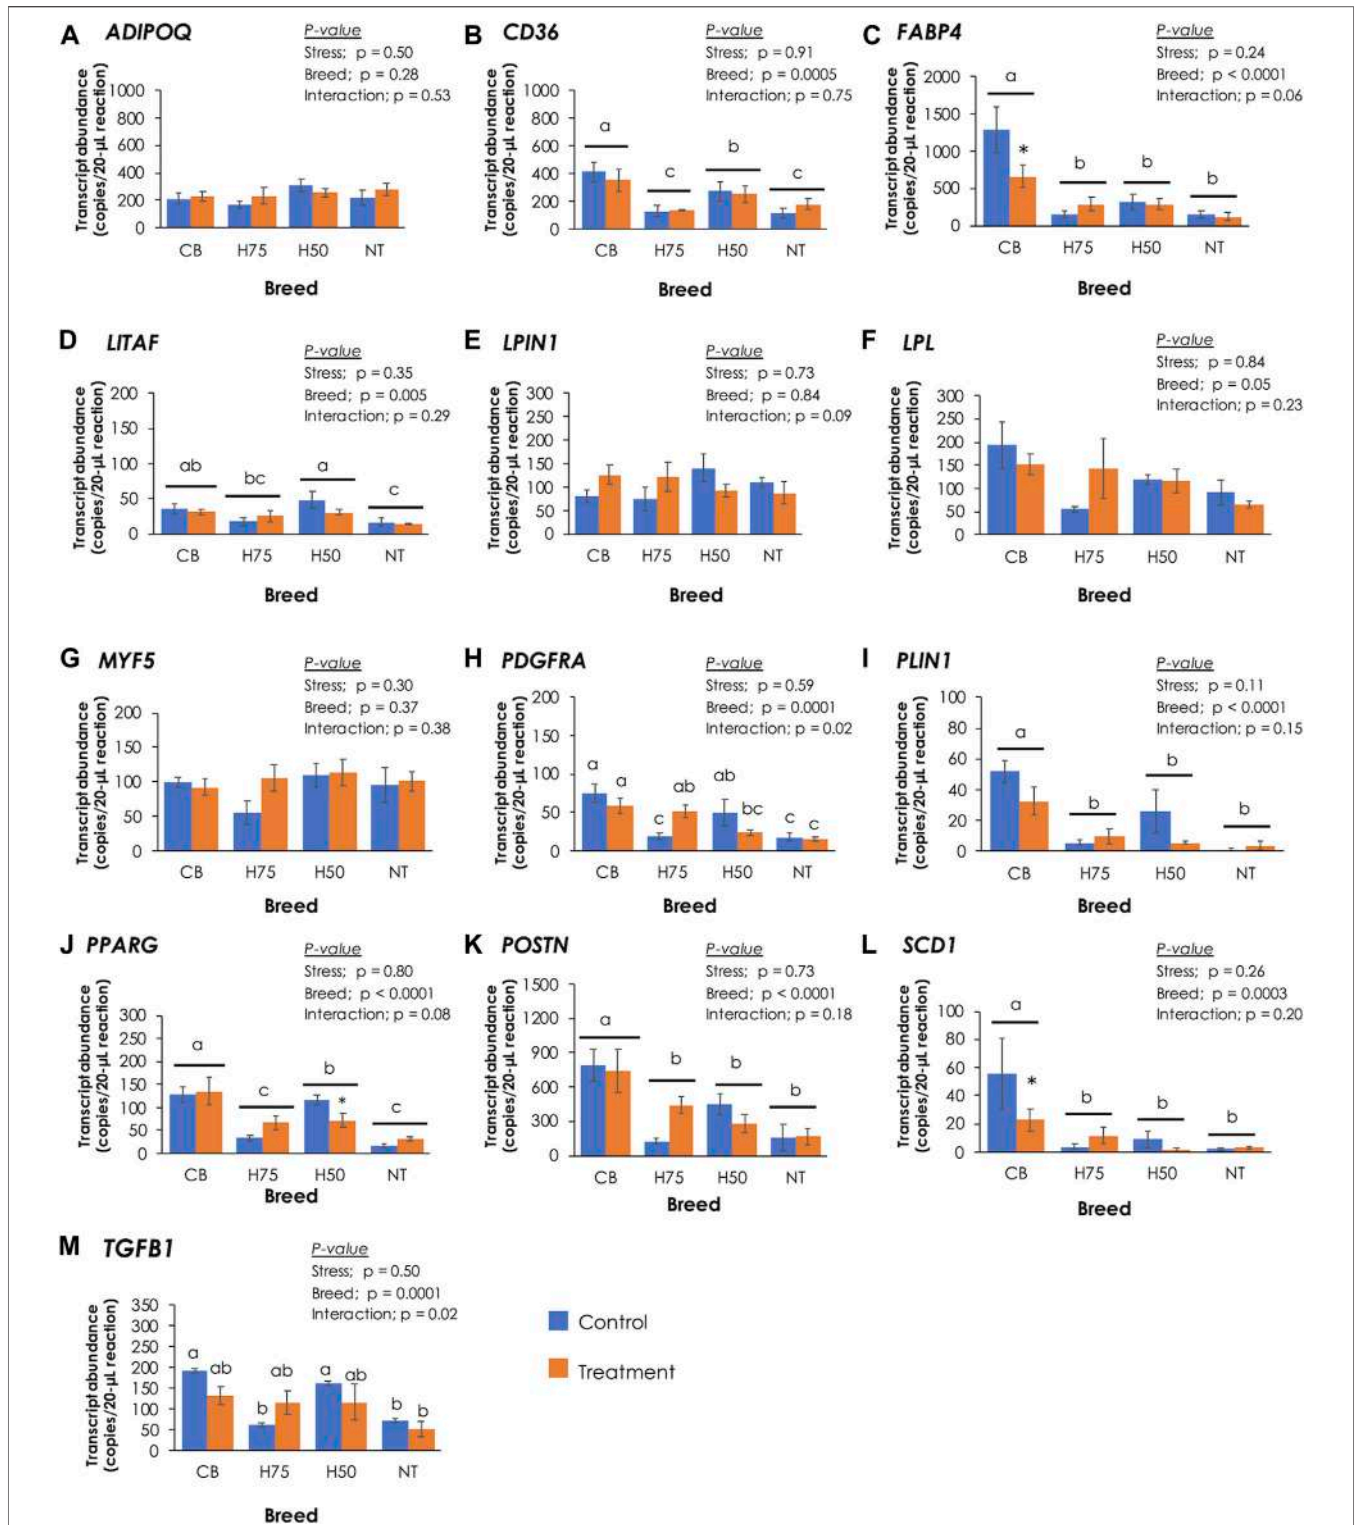 A ADIPOQ
P-value
Stress; p = 0.50
Breed; p = 0.28
Interaction; p = 0.53
Transcript abundance
(copies/20-µL reaction)
1000
800
600
400
200
0
CB H75 H50 NT
Breed
B CD36
P-value
Stress; p = 0.91
Breed; p = 0.0005
Interaction; p = 0.75
Transcript abundance
(copies/20-µL reaction)
1000
800
600
400
200
0
a c b c
CB H75 H50 NT
Breed
C FABP4
P-value
Stress; p = 0.24
Breed; p < 0.0001
Interaction; p = 0.06
Transcript abundance
(copies/20-µL reaction)
2000
1500
1000
500
0
a b b b
*
CB H75 H50 NT
Breed
D LITAF
P-value
Stress; p = 0.35
Breed; p = 0.005
Interaction; p = 0.29
Transcript abundance
(copies/20-µL reaction)
200
150
100
50
0
ab bc a c
CB H75 H50 NT
Breed
E LPIN1
P-value
Stress; p = 0.73
Breed; p = 0.84
Interaction; p = 0.09
Transcript abundance
(copies/20-µL reaction)
300
250
200
150
100
50
0
CB H75 H50 NT
Breed
F LPL
P-value
Stress; p = 0.84
Breed; p = 0.05
Interaction; p = 0.23
Transcript abundance
(copies/20-µL reaction)
300
250
200
150
100
50
0
CB H75 H50 NT
Breed
G MYF5
P-value
Stress; p = 0.30
Breed; p = 0.37
Interaction; p = 0.38
Transcript abundance
(copies/20-µL reaction)
200
150
100
50
0
CB H75 H50 NT
Breed
H PDGFRA
P-value
Stress; p = 0.59
Breed; p = 0.0001
Interaction; p = 0.02
Transcript abundance
(copies/20-µL reaction)
200
150
100
50
0
a a c ab ab bc c c
CB H75 H50 NT
Breed
I PLIN1
P-value
Stress; p = 0.11
Breed; p < 0.0001
Interaction; p = 0.15
Transcript abundance
(copies/20-µL reaction)
100
80
60
40
20
0
a b b b
CB H75 H50 NT
Breed
J PPARG
P-value
Stress; p = 0.80
Breed; p < 0.0001
Interaction; p = 0.08
Transcript abundance
(copies/20-µL reaction)
300
250
200
150
100
50
0
a c b c
*
CB H75 H50 NT
Breed
K POSTN
P-value
Stress; p = 0.73
Breed; p < 0.0001
Interaction; p = 0.18
Transcript abundance
(copies/20-µL reaction)
1500
1200
900
600
300
0
a b b b
CB H75 H50 NT
Breed
L SCD1
P-value
Stress; p = 0.26
Breed; p = 0.0003
Interaction; p = 0.20
Transcript abundance
(copies/20-µL reaction)
100
80
60
40
20
0
a b b b
*
CB H75 H50 NT
Breed
M TGFB1
P-value
Stress; p = 0.50
Breed; p = 0.0001
Interaction; p = 0.02
Transcript abundance
(copies/20-µL reaction)
350
300
250
200
150
100
50
0
a ab b ab a ab b b
CB H75 H50 NT
Breed
Control
Treatment